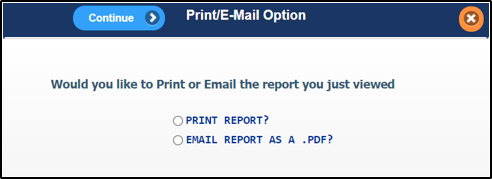 Continue
Print/E-Mail Option
Would you like to Print or Email the report you just viewed
PRINT REPORT?
EMAIL REPORT AS A .PDF?